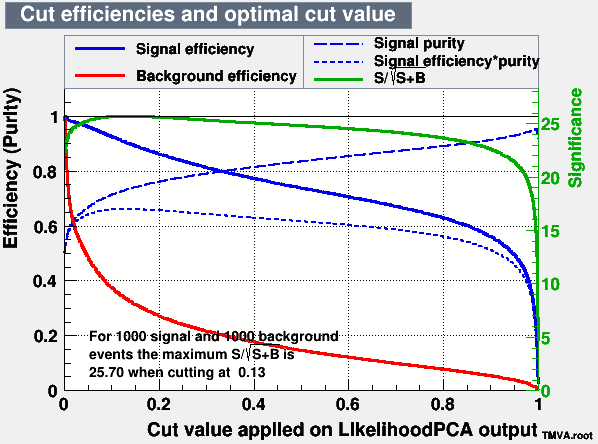 Cut efficiencies and optimal cut value
Signal efficiency
Background efficiency
Signal purity
Signal efficiency*purity
S/√S+B
Efficiency (Purity)
1
0.8
0.6
0.4
0.2
0
25
20
15
10
5
0
Significance
For 1000 signal and 1000 background
events the maximum S/√S+B is
25.70 when cutting at 0.13
0 0.2 0.4 0.6 0.8 1
Cut value applied on LikelihoodPCA output
TMVA.root